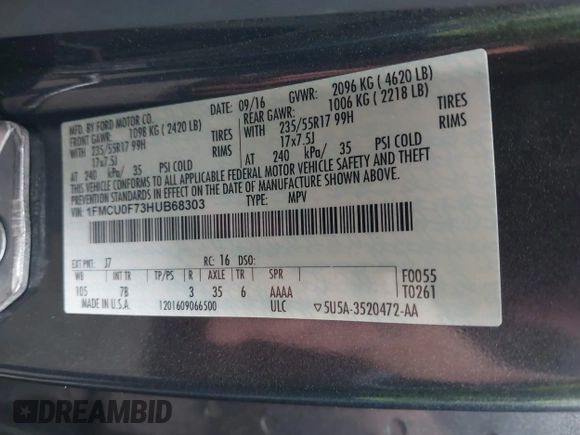 MFD. BY FORD MOTOR CO.
09/16 GVWR: 2096 KG ( 4620 LB)
FRONT GAWR: 1098 KG ( 2420 LB)
REAR GAWR: 1006 KG ( 2218 LB)
WITH 235/55R17 99H TIRES
WITH 235/55R17 99H TIRES
17x7.5J RIMS
17x7.5J RIMS
AT 240 kPa/ 35 PSI COLD
AT 240 kPa/ 35 PSI COLD
THIS VEHICLE CONFORMS TO ALL APPLICABLE FEDERAL MOTOR VEHICLE SAFETY AND THEFT
PREVENTION STANDARDS IN EFFECT ON THE DATE OF MANUFACTURE SHOWN ABOVE.
VIN: 1FMCU0F73HUB68303
TYPE: MPV
EXT PNT: J7 RC: 16 DSO:
WB INT TR TP/PS R AXLE TR SPR F0055
105 7B 3 35 6 AAAA T0261
MADE IN U.S.A. 1201609066500 ULC ▽5U5A-3520472-AA
DREAMBID